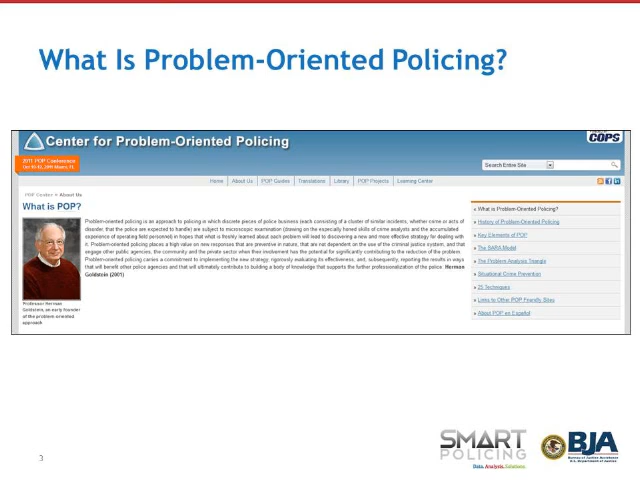 What Is Problem-Oriented Policing?
COPS
Center for Problem-Oriented Policing
2011 POP Conference
Search Entire Site
Home About Us POP Guides Translations Library POP Projects Learning Center
POP Center » About Us
What is POP?
Problem-oriented policing is an approach to policing in which discrete pieces of police business (each consisting of a cluster of similar incidents, whether crime or acts of
disorder, that the police are expected to handle) are subject to microscopic examination (drawing on the especially honed skills of crime analysts and the accumulated
experience of operating field personnel) in hopes that what is freshly learned about each problem will lead to discovering a new and more effective strategy for dealing with
it. Problem-oriented policing places a high value on new responses that are preventive in nature, that are not dependent on the use of the criminal justice system, and that
engage other public agencies, the community and the private sector when their involvement has the potential for significantly contributing to the reduction of the problem.
Problem-oriented policing carries a commitment to implementing the new strategy, rigorously evaluating its effectiveness, and, subsequently, reporting the results in ways
that will benefit other police agencies and that will ultimately contribute to building a body of knowledge that supports the further professionalization of the police. Herman
Goldstein (2001)
Professor Herman
Goldstein, an early founder
of the problem-oriented
approach
» What is Problem-Oriented Policing?
» History of Problem-Oriented Policing
» Key Elements of POP
» The SARA Model
» The Problem Analysis Triangle
» Situational Crime Prevention
» 25 Techniques
» Links to Other POP Friendly Sites
» About POP en Español
3
SMART
POLICING
Data. Analysis. Solutions.
BJA
Bureau of Justice Assistance
U.S. Department of Justice